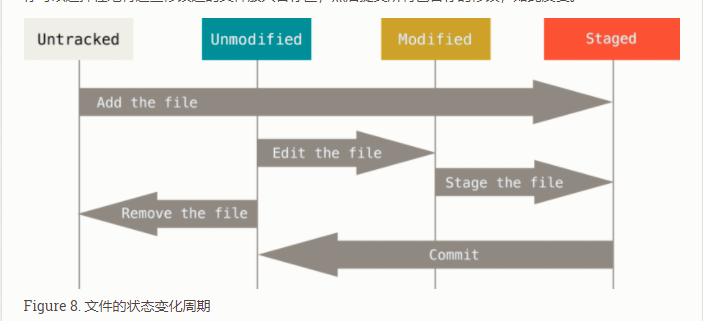 Untracked
Unmodified
Modified
Staged
Add the file
Edit the file
Stage the file
Remove the file
Commit
Figure 8. 文件的状态变化周期